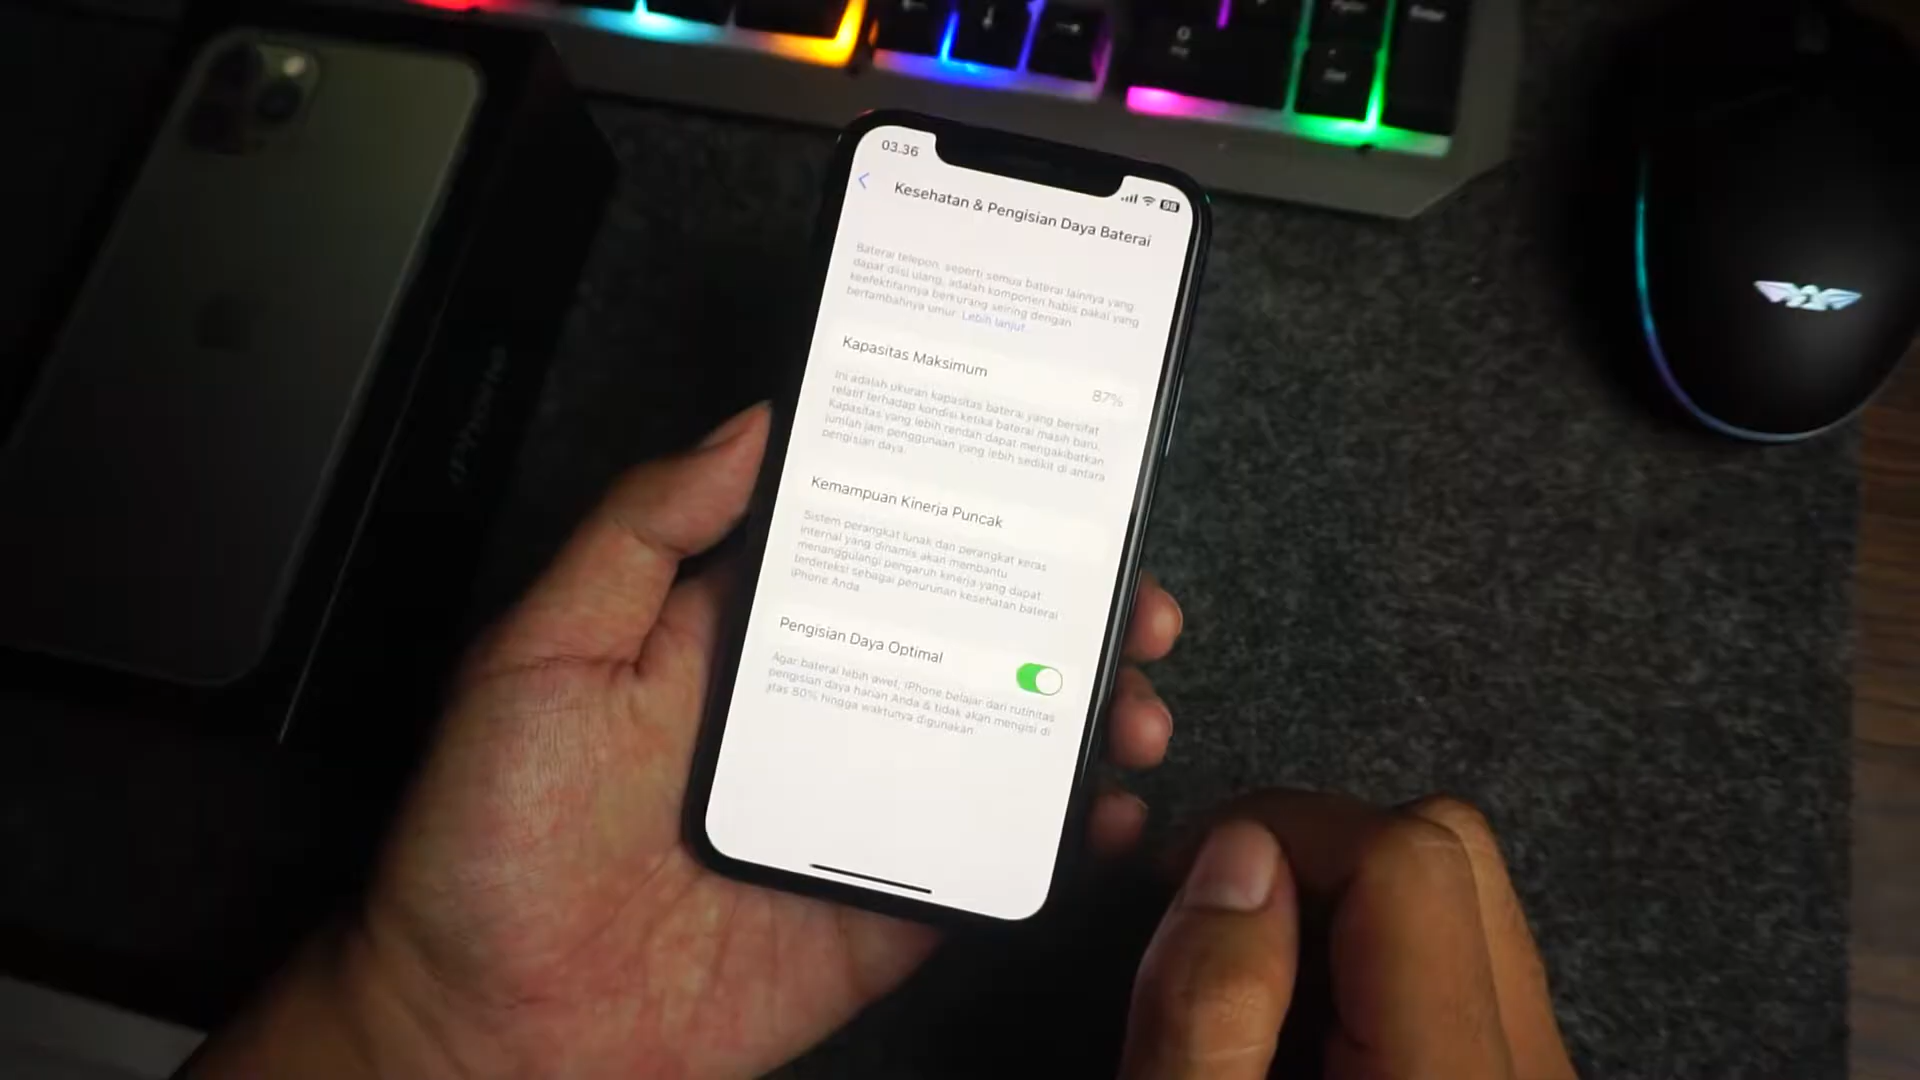 03.36
98
Kesehatan & Pengisian Daya Baterai
Baterai telepon, seperti semua baterai lainnya yang
dapat diisi ulang, adalah komponen habis pakai yang
keefektifannya berkurang seiring dengan
bertambahnya umur. Lebih lanjut...
Kapasitas Maksimum
87%
Ini adalah ukuran kapasitas baterai yang bersifat
relatif terhadap kondisi ketika baterai masih baru.
Kapasitas yang lebih rendah dapat mengakibatkan
jumlah jam penggunaan yang lebih sedikit di antara
pengisian daya.
Kemampuan Kinerja Puncak
Sistem perangkat lunak dan perangkat keras
internal yang dinamis akan membantu
menanggulangi pengaruh kinerja yang dapat
terdeteksi sebagai penurunan kesehatan baterai
iPhone Anda
Pengisian Daya Optimal
Agar baterai lebih awet, iPhone belajar dari rutinitas
pengisian daya harian Anda & tidak akan mengisi di
atas 80% hingga waktunya digunakan.
iPhone